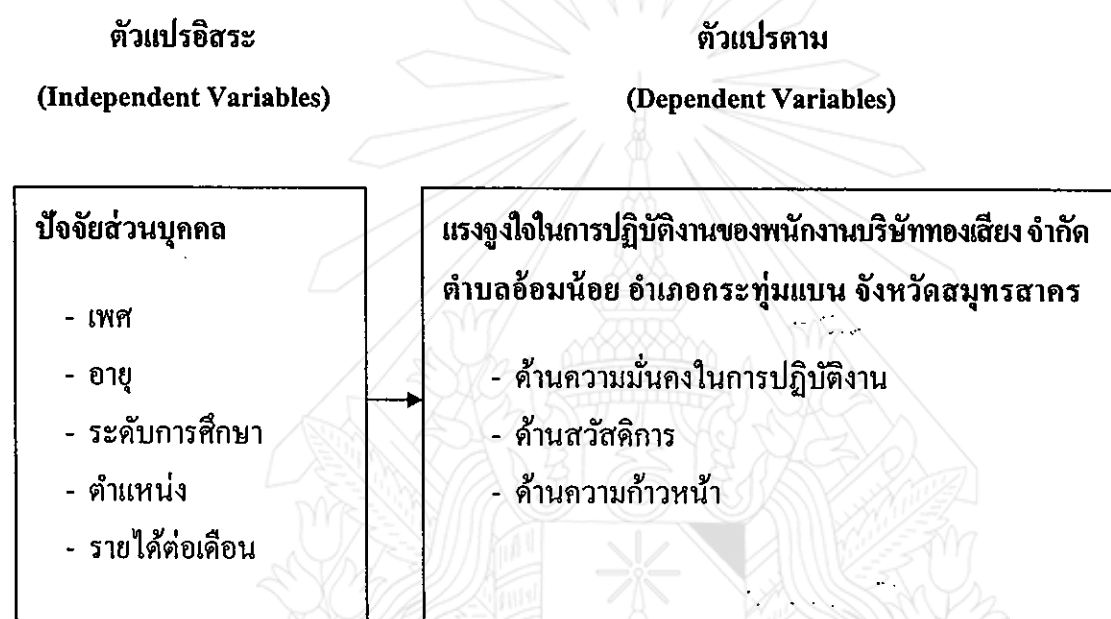 ตัวแปรอิสระ
(Independent Variables)
ตัวแปรตาม
(Dependent Variables)
ปัจจัยส่วนบุคคล
- เพศ
- อายุ
- ระดับการศึกษา
- ตำแหน่ง
- รายได้ต่อเดือน
แรงจูงใจในการปฏิบัติงานของพนักงานบริษัททองเสียง จำกัด
ตำบลอ้อมน้อย อำเภอกระทุ่มแบน จังหวัดสมุทรสาคร
- ด้านความมั่นคงในการปฏิบัติงาน
- ด้านสวัสดิการ
- ด้านความก้าวหน้า